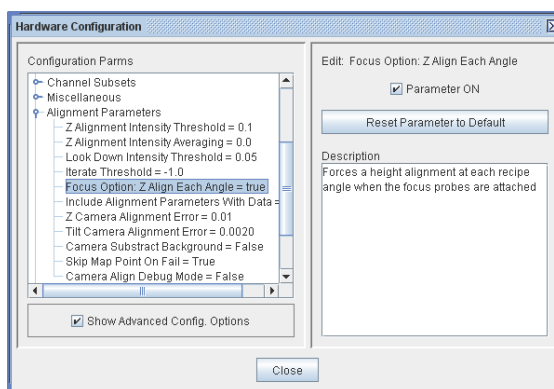 Hardware Configuration
Configuration Parms
Channel Subsets
Miscellaneous
Alignment Parameters
Z Alignment Intensity Threshold = 0.1
Z Alignment Intensity Averaging = 0.0
Look Down Intensity Threshold = 0.05
Iterate Threshold = -1.0
Focus Option: Z Align Each Angle = true
Include Alignment Parameters With Data =
Z Camera Alignment Error = 0.01
Tilt Camera Alignment Error = 0.0020
Camera Substract Background = False
Skip Map Point On Fail = True
Camera Align Debug Mode = False
Show Advanced Config. Options
Edit: Focus Option: Z Align Each Angle
Parameter ON
Reset Parameter to Default
Description
Forces a height alignment at each recipe
angle when the focus probes are attached
Close